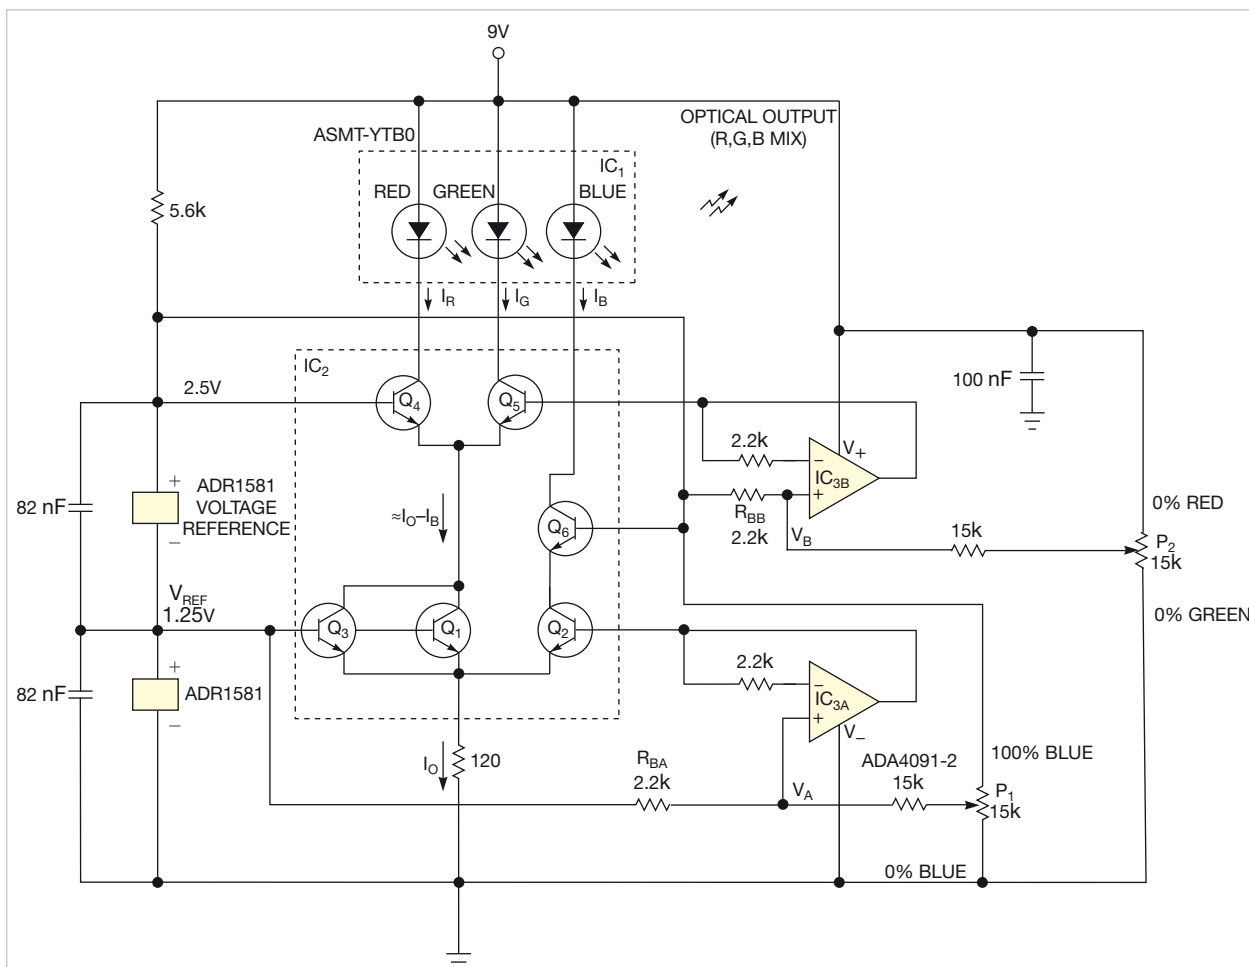 9V
OPTICAL OUTPUT
(R,G,B MIX)
ASMT-YTB0
IC1
RED
GREEN
BLUE
5.6k
IR
IG
IB
IC2
2.5V
Q4
Q5
100 nF
2.2k
V+
−
+
IC3B
RBB
2.2k
VB
0% RED
15k
P2
15k
0% GREEN
82 nF
+
−
ADR1581
VOLTAGE
REFERENCE
≈IO–IB
Q6
VREF
1.25V
Q3
Q1
Q2
82 nF
+
−
ADR1581
2.2k
−
+
IC3A
V−
IO
120
RBA
2.2k
VA
ADA4091-2
15k
100% BLUE
P1
15k
0% BLUE